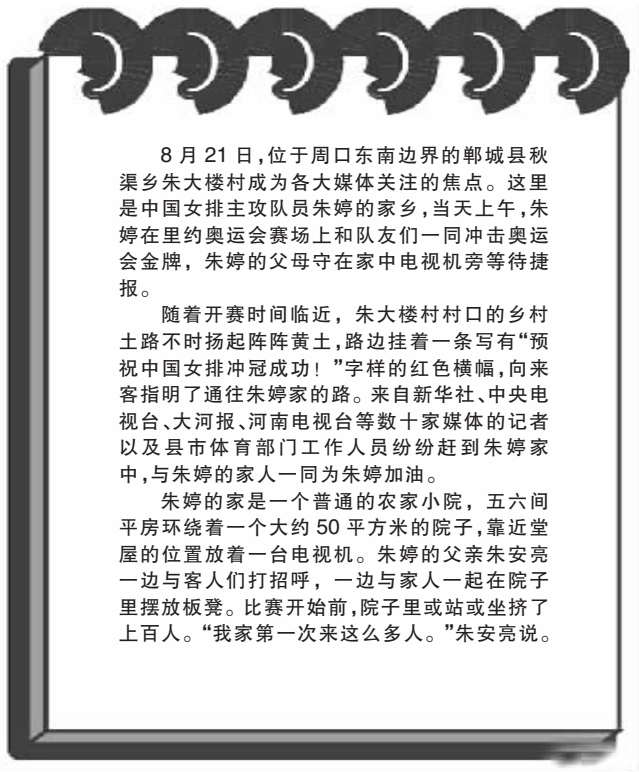 8 月 21 日,位于周口东南边界的郸城县秋
渠乡朱大楼村成为各大媒体关注的焦点。这里
是中国女排主攻队员朱婷的家乡,当天上午,朱
婷在里约奥运会赛场上和队友们一同冲击奥运
会金牌，朱婷的父母守在家中电视机旁等待捷
报。
随着开赛时间临近，朱大楼村村口的乡村
土路不时扬起阵阵黄土,路边挂着一条写有“预
祝中国女排冲冠成功！”字样的红色横幅,向来
客指明了通往朱婷家的路。来自新华社、中央电
视台、大河报、河南电视台等数十家媒体的记者
以及县市体育部门工作人员纷纷赶到朱婷家
中,与朱婷的家人一同为朱婷加油。
朱婷的家是一个普通的农家小院，五六间
平房环绕着一个大约 50 平方米的院子,靠近堂
屋的位置放着一台电视机。朱婷的父亲朱安亮
一边与客人们打招呼，一边与家人一起在院子
里摆放板凳。比赛开始前,院子里或站或坐挤了
上百人。“我家第一次来这么多人。”朱安亮说。